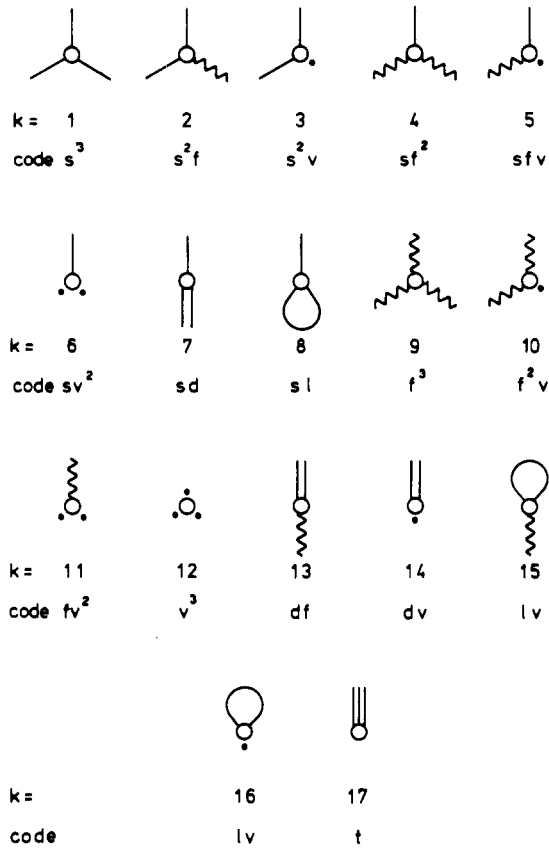 k = 1 2 3 4 5
code s³ s²f s²v sf² sfv
k = 6 7 8 9 10
code sv² sd sl f³ f²v
k = 11 12 13 14 15
code fv² v³ df dv lv
k = 16 17
code lv t